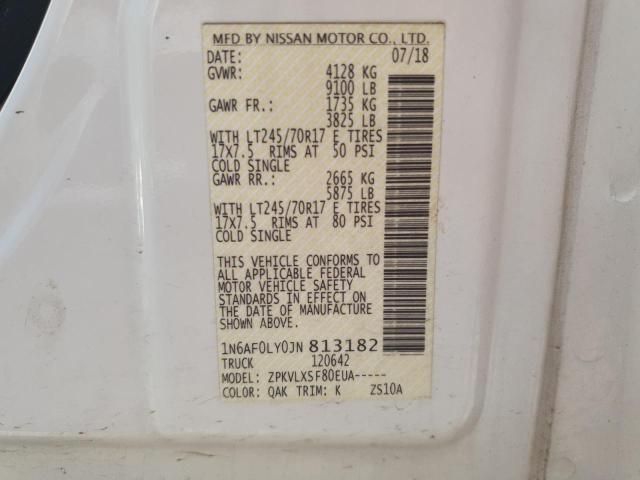 MFD BY NISSAN MOTOR CO., LTD.
DATE: 07/18
GVWR: 4128 KG
9100 LB
GAWR FR.: 1735 KG
3825 LB
WITH LT245/70R17 E TIRES
17X7.5 RIMS AT 50 PSI
COLD SINGLE
GAWR RR.: 2665 KG
5875 LB
WITH LT245/70R17 E TIRES
17X7.5 RIMS AT 80 PSI
COLD SINGLE
THIS VEHICLE CONFORMS TO
ALL APPLICABLE FEDERAL
MOTOR VEHICLE SAFETY
STANDARDS IN EFFECT ON
THE DATE OF MANUFACTURE
SHOWN ABOVE.
1N6AF0LY0JN 813182
TRUCK 120642
MODEL: ZPKVLXSF80EUA-----
COLOR: QAK TRIM: K ZS10A